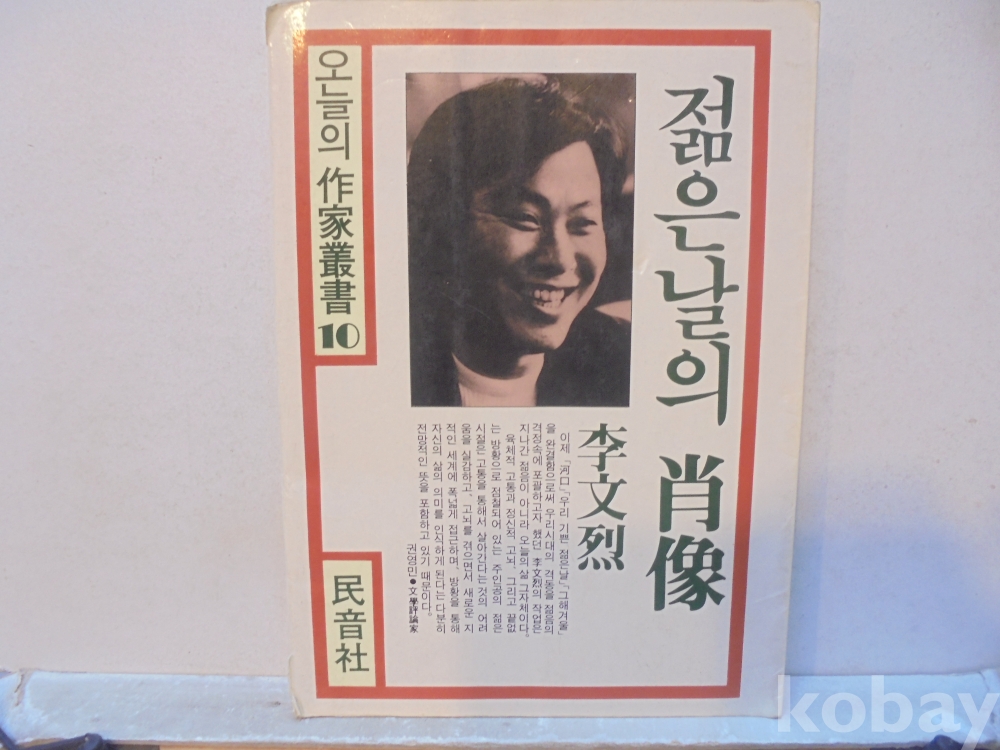 젊은날의 肖像
李文烈
이제 「河口」「우리 기쁜 젊은날」「그해겨울」
을 완결함으로써 우리시대의 격동을 젊음의
격정속에 포괄하고자 했던 李文烈의 작업은
지나간 젊음이 아니라 오늘의 삶 그자체이다.
육체적 고통과 정신적 고뇌, 그리고 끝없
는 방황으로 점철되어 있는 주인공의 젊은
시절은 고통을 통해서 살아간다는 것의 어려
움을 실감하고, 고뇌를 겪으면서 새로운 지
적인 세계에 폭넓게 접근하며, 방황을 통해
자신의 삶의 의미를 인식하게 된다는 다분히
전망적인 뜻을 포함하고 있기 때문이다.
권영민●文學評論家
오늘의 作家叢書 10
民音社
kobay